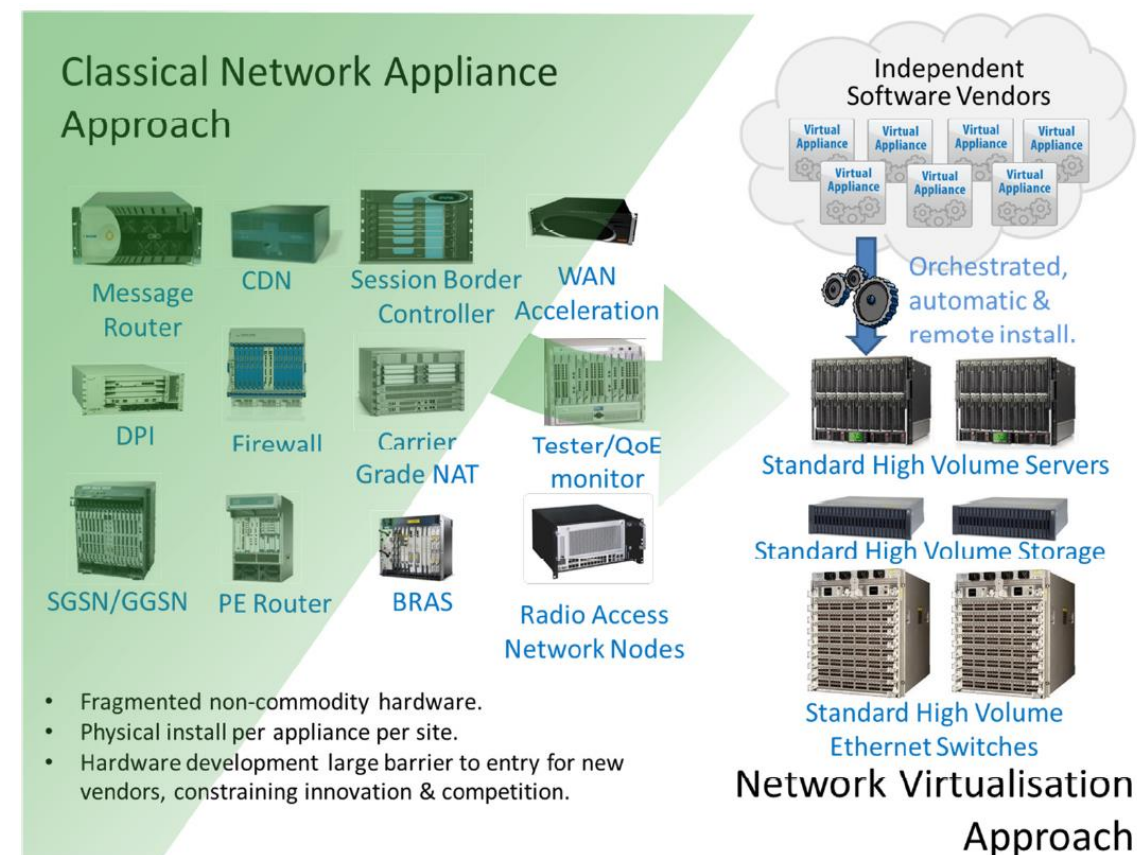 Classical Network Appliance
Approach
Message
Router
CDN
Session Border
Controller
WAN
Acceleration
DPI
Firewall
Carrier
Grade NAT
Tester/QoE
monitor
SGSN/GGSN
PE Router
BRAS
Radio Access
Network Nodes
• Fragmented non-commodity hardware.
• Physical install per appliance per site.
• Hardware development large barrier to entry for new
vendors, constraining innovation & competition.
Independent
Software Vendors
Virtual
Appliance
Virtual
Appliance
Virtual
Appliance
Virtual
Appliance
Virtual
Appliance
Virtual
Appliance
Virtual
Appliance
Orchestrated,
automatic &
remote install.
Standard High Volume Servers
Standard High Volume Storage
Standard High Volume
Ethernet Switches
Network Virtualisation
Approach